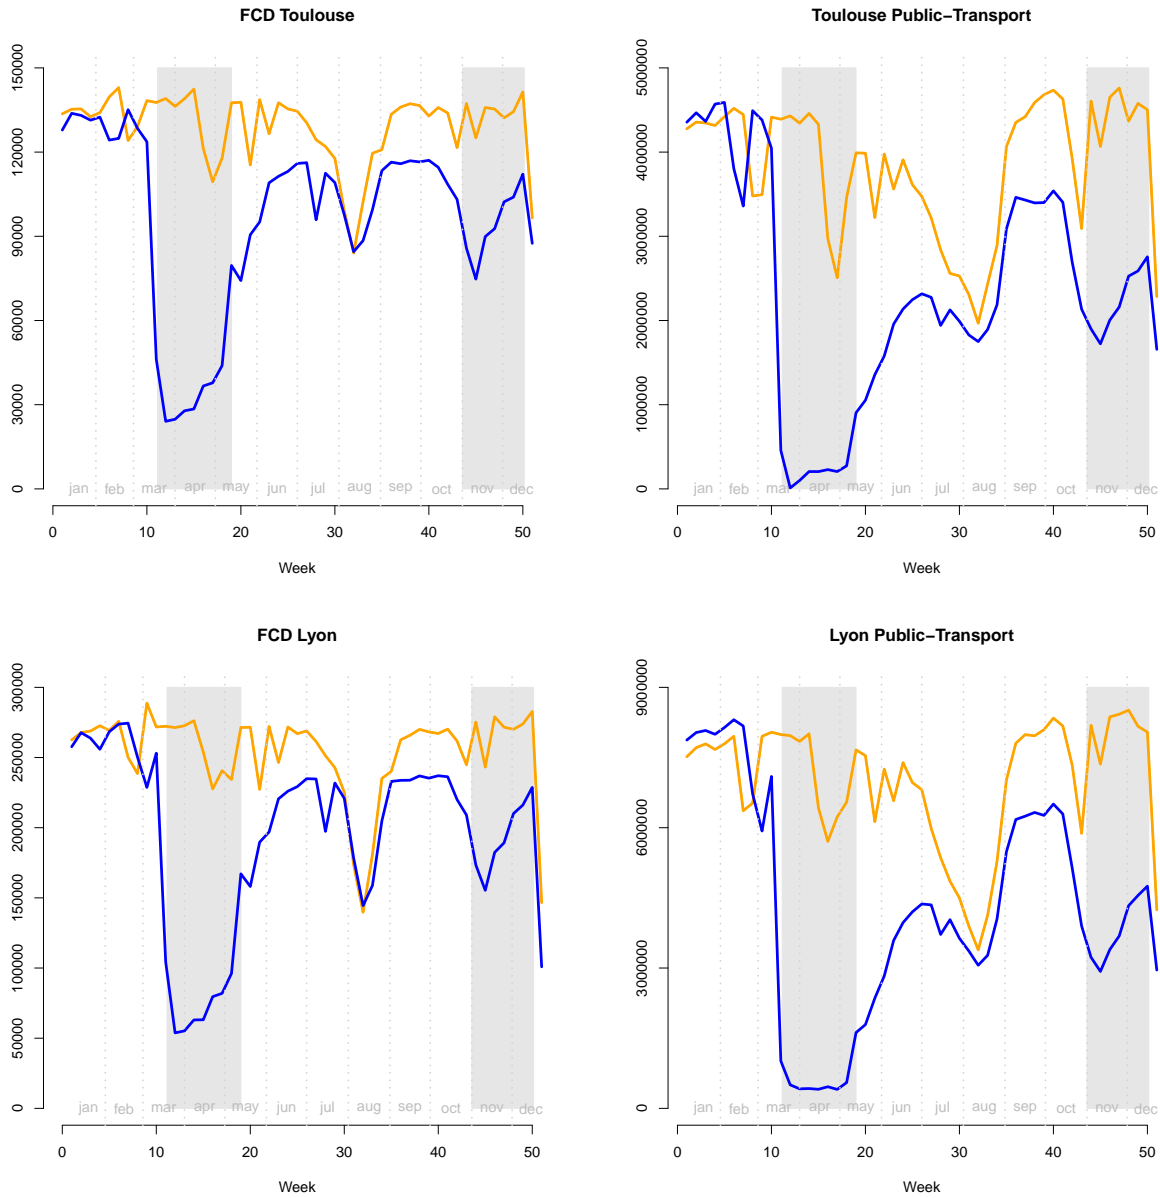 FCD Toulouse
150000
120000
90000
60000
30000
0
jan feb mar apr may jun jul aug sep oct nov dec
0 10 20 30 40 50
Week
Toulouse Public−Transport
5000000
4000000
3000000
2000000
1000000
0
jan feb mar apr may jun jul aug sep oct nov dec
0 10 20 30 40 50
Week
FCD Lyon
300000
250000
200000
150000
100000
50000
0
jan feb mar apr may jun jul aug sep oct nov dec
0 10 20 30 40 50
Week
Lyon Public−Transport
9000000
6000000
3000000
0
jan feb mar apr may jun jul aug sep oct nov dec
0 10 20 30 40 50
Week